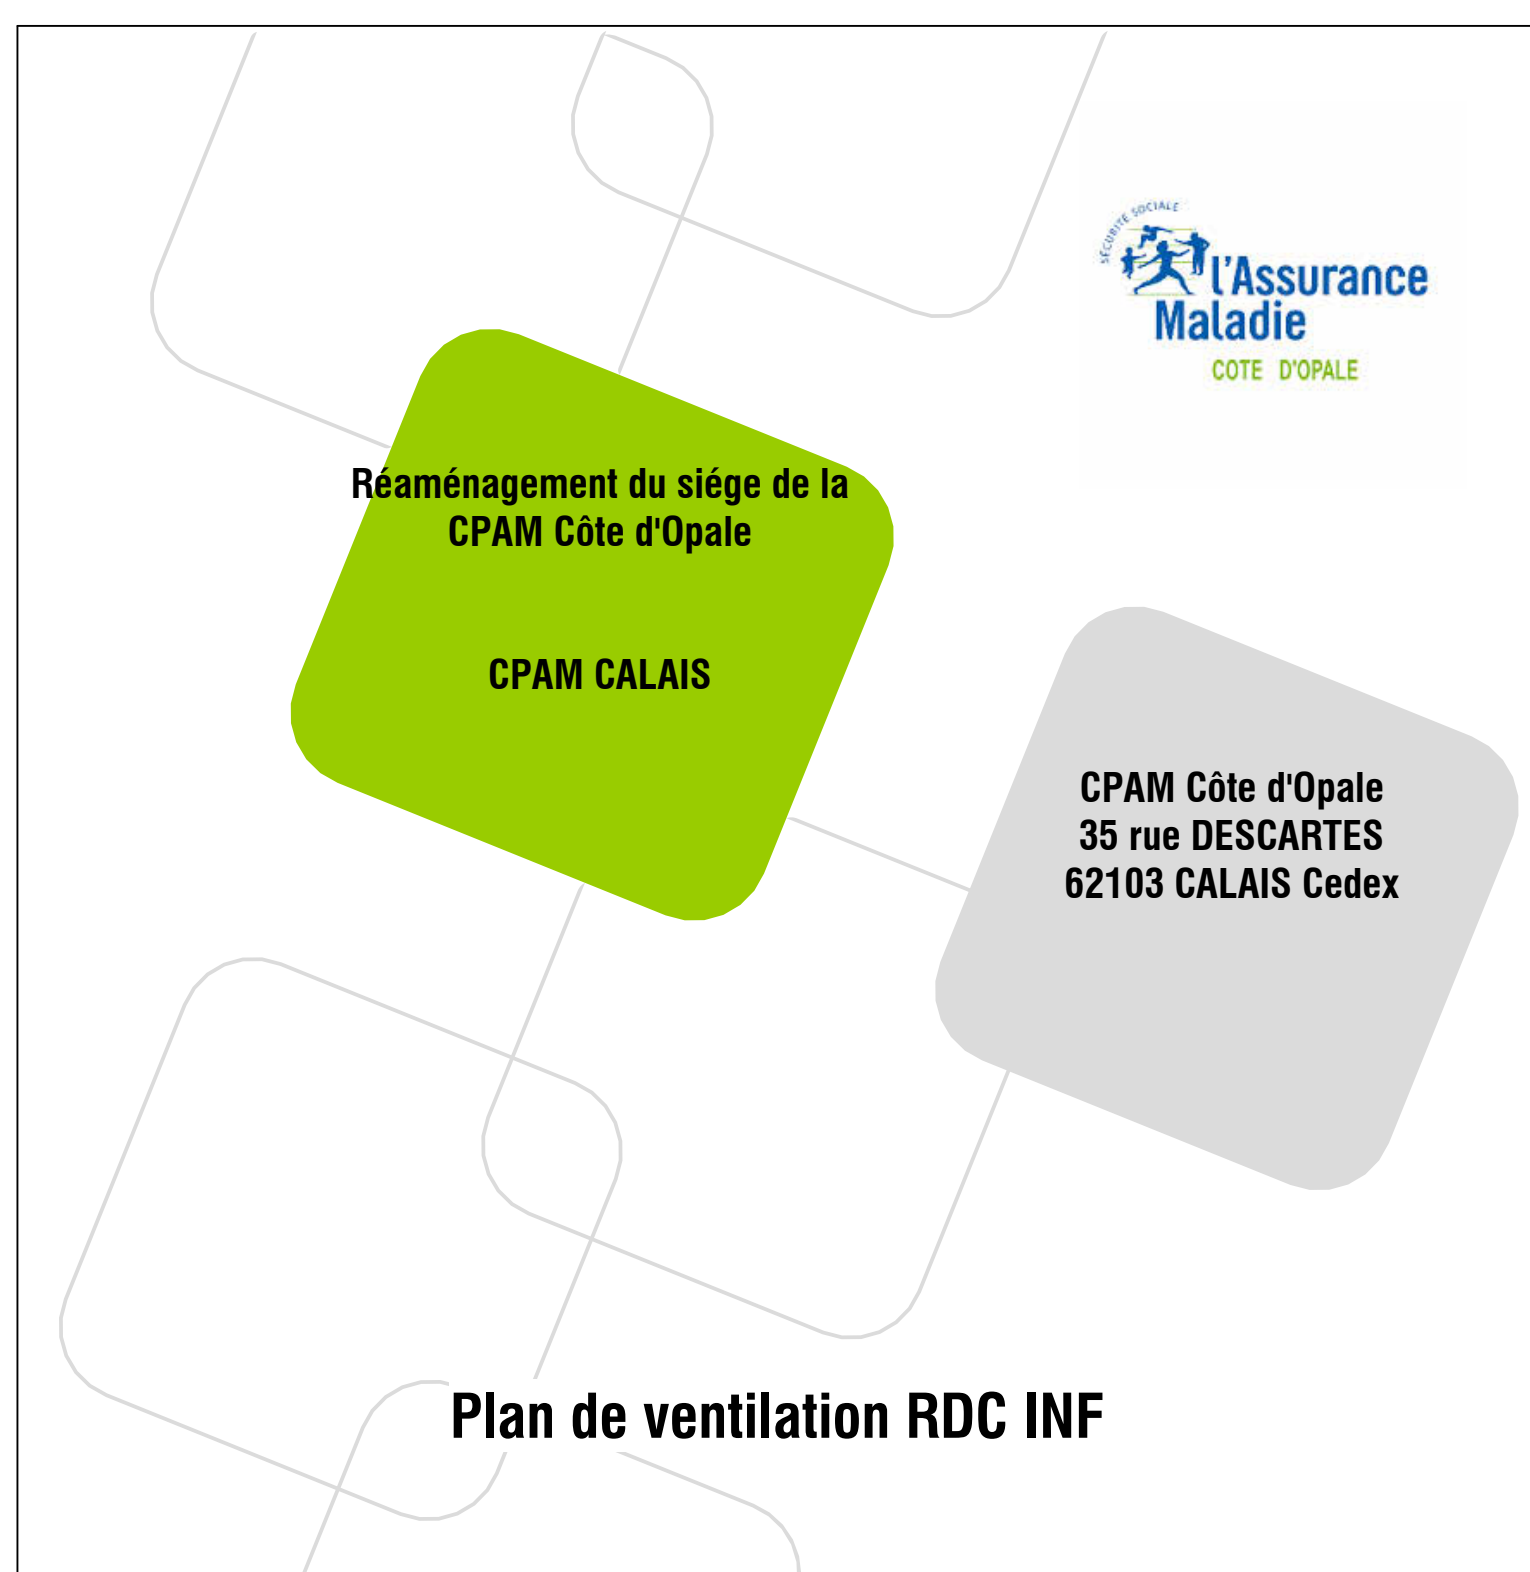 SÉCURITÉ SOCIALE
l'Assurance
Maladie
COTE D'OPALE
Réaménagement du siége de la
CPAM Côte d'Opale
CPAM CALAIS
CPAM Côte d'Opale
35 rue DESCARTES
62103 CALAIS Cedex
Plan de ventilation RDC INF